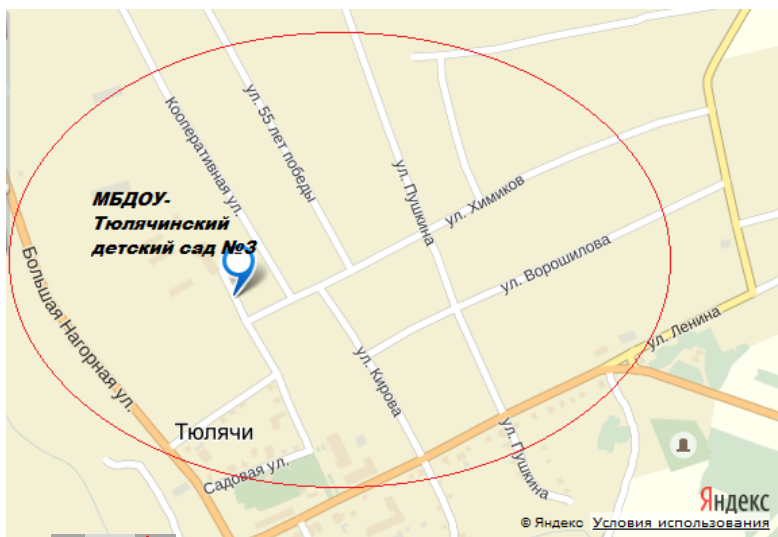 Кооперативная ул.
ул. 55 лет победы
ул. Пушкина
ул. Химиков
МБДОУ-
Тюлячинский
детский сад №3
ул. Ворошилова
Большая Нагорная ул.
ул. Ленина
ул. Кирова
Тюлячи
Садовая ул.
ул. Пушкина
Яндекс
© Яндекс Условия использования